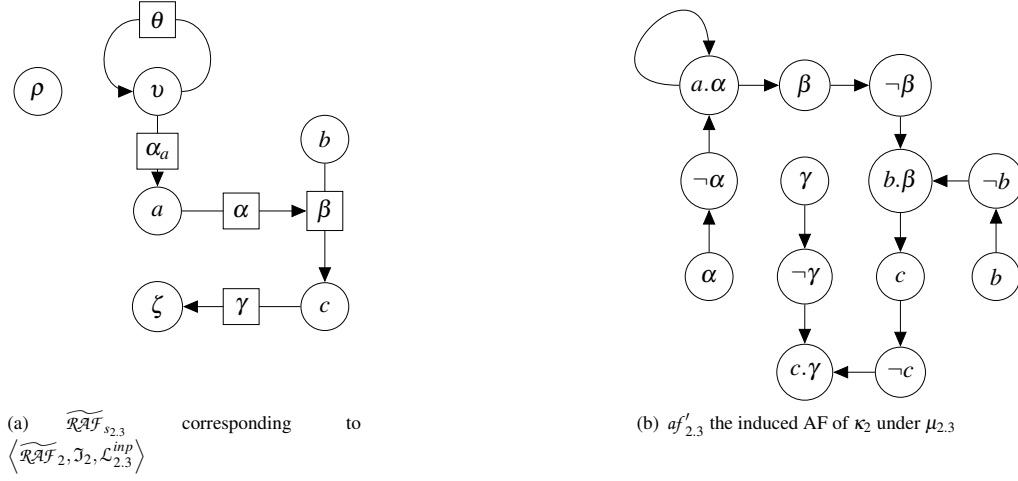 θ
ρ
υ
α_a
b
a
α
β
ζ
γ
c
(a) \widetilde{RAF}_{s_{2.3}} corresponding to
⟨\widetilde{RAF}_2, ℑ_2, ℒ^{inp}_{2.3}⟩
a.α
β
¬β
¬α
γ
b.β
¬b
α
¬γ
c
b
c.γ
¬c
(b) af′_{2.3} the induced AF of κ_2 under μ_{2.3}